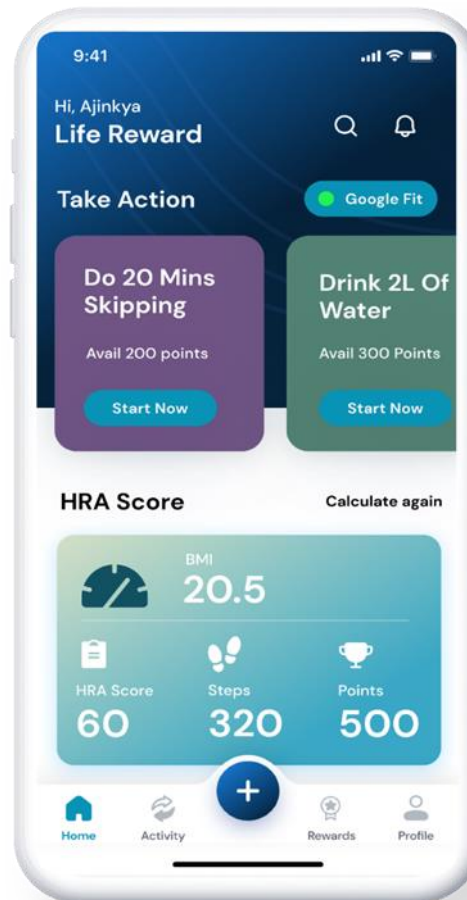 9:41
Hi, Ajinkya
Life Reward
Take Action
Google Fit
Do 20 Mins
Skipping
Avail 200 points
Start Now
Drink 2L Of
Water
Avail 300 Points
Start Now
HRA Score
Calculate again
BMI
20.5
HRA Score
60
Steps
320
Points
500
Home
Activity
Rewards
Profile